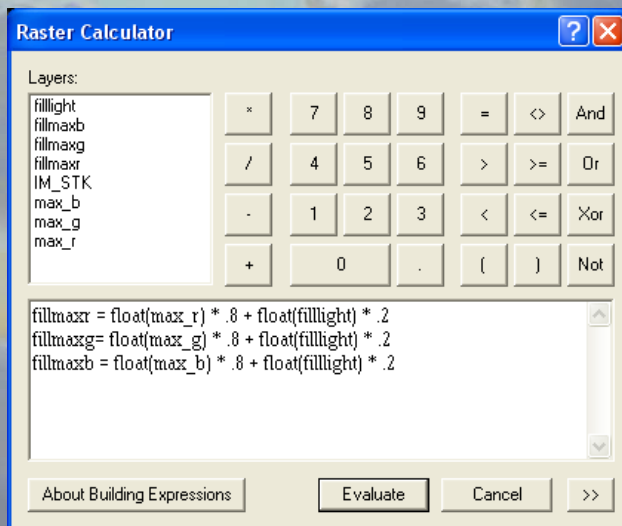 Raster Calculator
Layers:
filllight
fillmaxb
fillmaxg
fillmaxr
IM_STK
max_b
max_g
max_r
* 7 8 9 = <> And
/ 4 5 6 > >= Or
- 1 2 3 < <= Xor
+ 0 . ( ) Not
fillmaxr = float(max_r) * .8 + float(filllight) * .2
fillmaxg= float(max_g) * .8 + float(filllight) * .2
fillmaxb = float(max_b) * .8 + float(filllight) * .2
About Building Expressions Evaluate Cancel >>